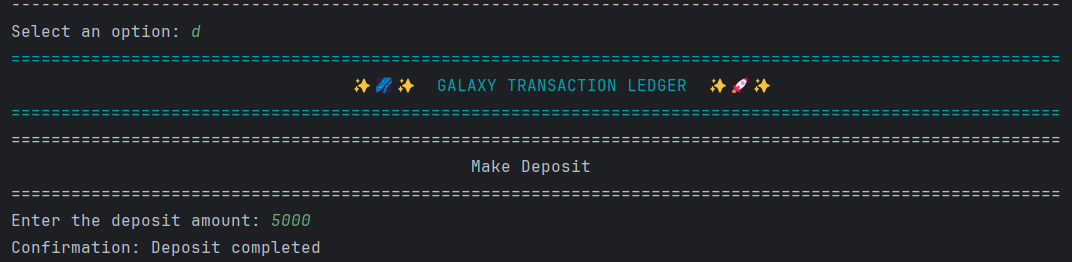 ---------------------------------------------------------------------------------------------------------
Select an option: d
=========================================================================================================
✨🌌✨  GALAXY TRANSACTION LEDGER  ✨🚀✨
=========================================================================================================
=========================================================================================================
Make Deposit
=========================================================================================================
Enter the deposit amount: 5000
Confirmation: Deposit completed